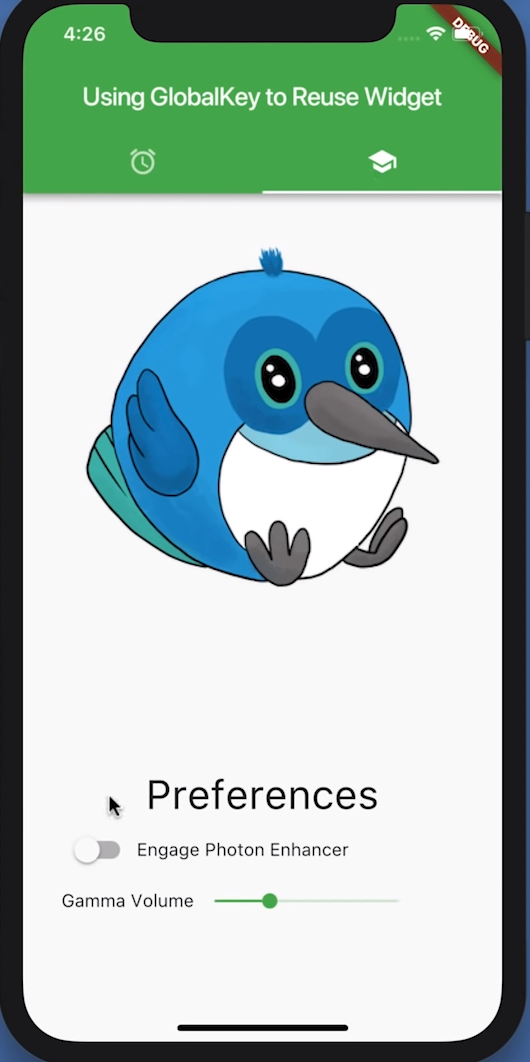 4:26
DEBUG
Using GlobalKey to Reuse Widget
Preferences
Engage Photon Enhancer
Gamma Volume